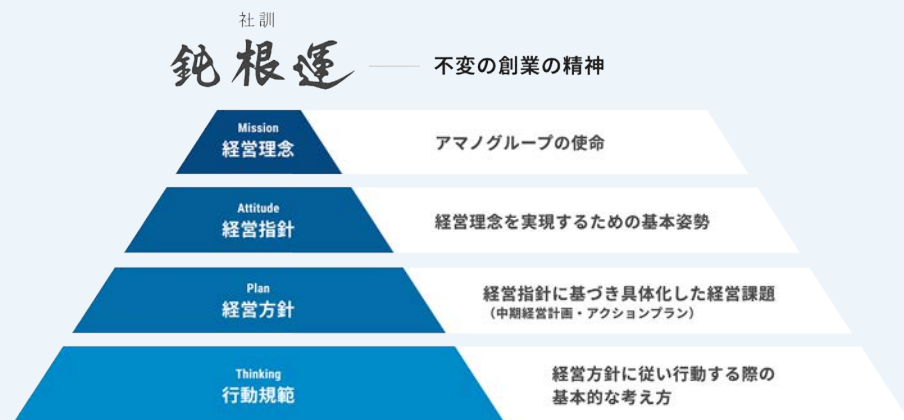 社訓
鈍根運
不変の創業の精神
Mission
経営理念
アマノグループの使命
Attitude
経営指針
経営理念を実現するための基本姿勢
Plan
経営方針
経営指針に基づき具体化した経営課題
（中期経営計画・アクションプラン）
Thinking
行動規範
経営方針に従い行動する際の
基本的な考え方